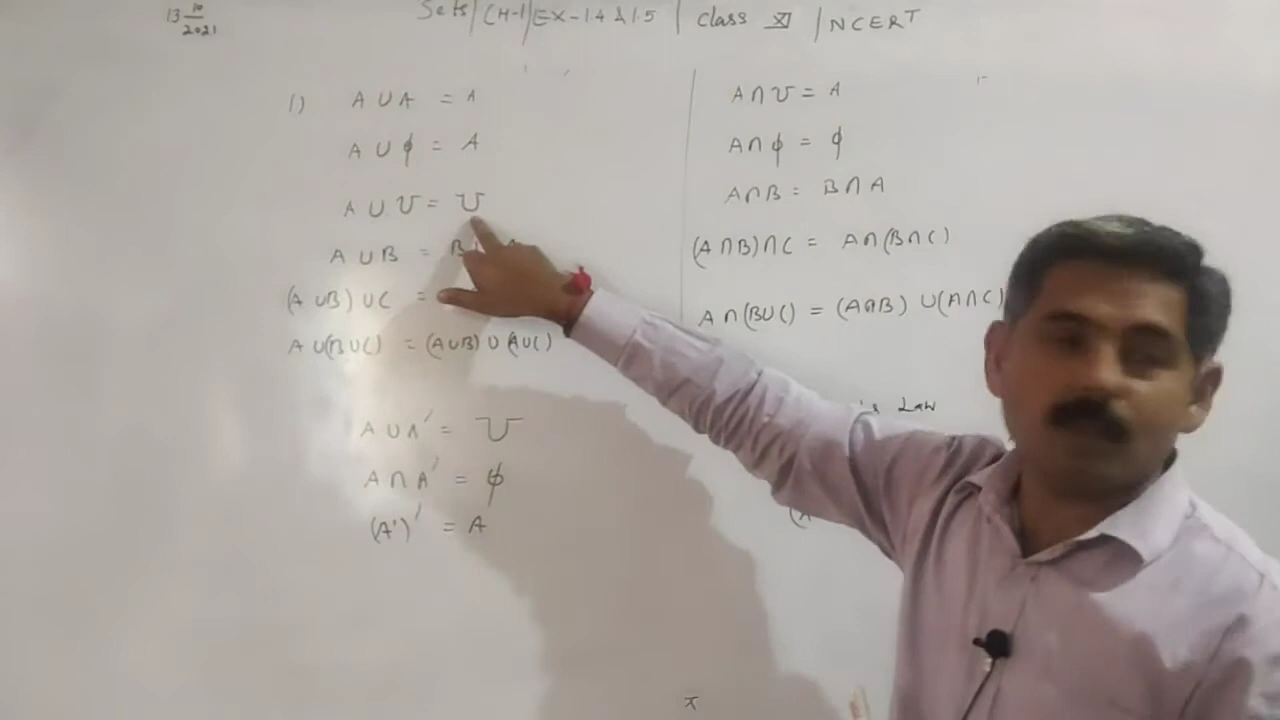 13 10/2021
Sets / CH-1 / EX-1.4 & 1.5 | Class XI | NCERT
1) A ∪ A = A
A ∪ ϕ = A
A ∪ U = U
A ∪ B =
(A ∪ B) ∪ C =
A ∪ (B ∪ C) = (A ∪ B) ∪ (A ∪ C)
A ∪ A' = U
A ∩ A' = ϕ
(A')' = A
A ∩ U = A
A ∩ ϕ = ϕ
A ∩ B = B ∩ A
(A ∩ B) ∩ C = A ∩ (B ∩ C)
A ∩ (B ∪ C) = (A ∩ B) ∪ (A ∩ C)
Law